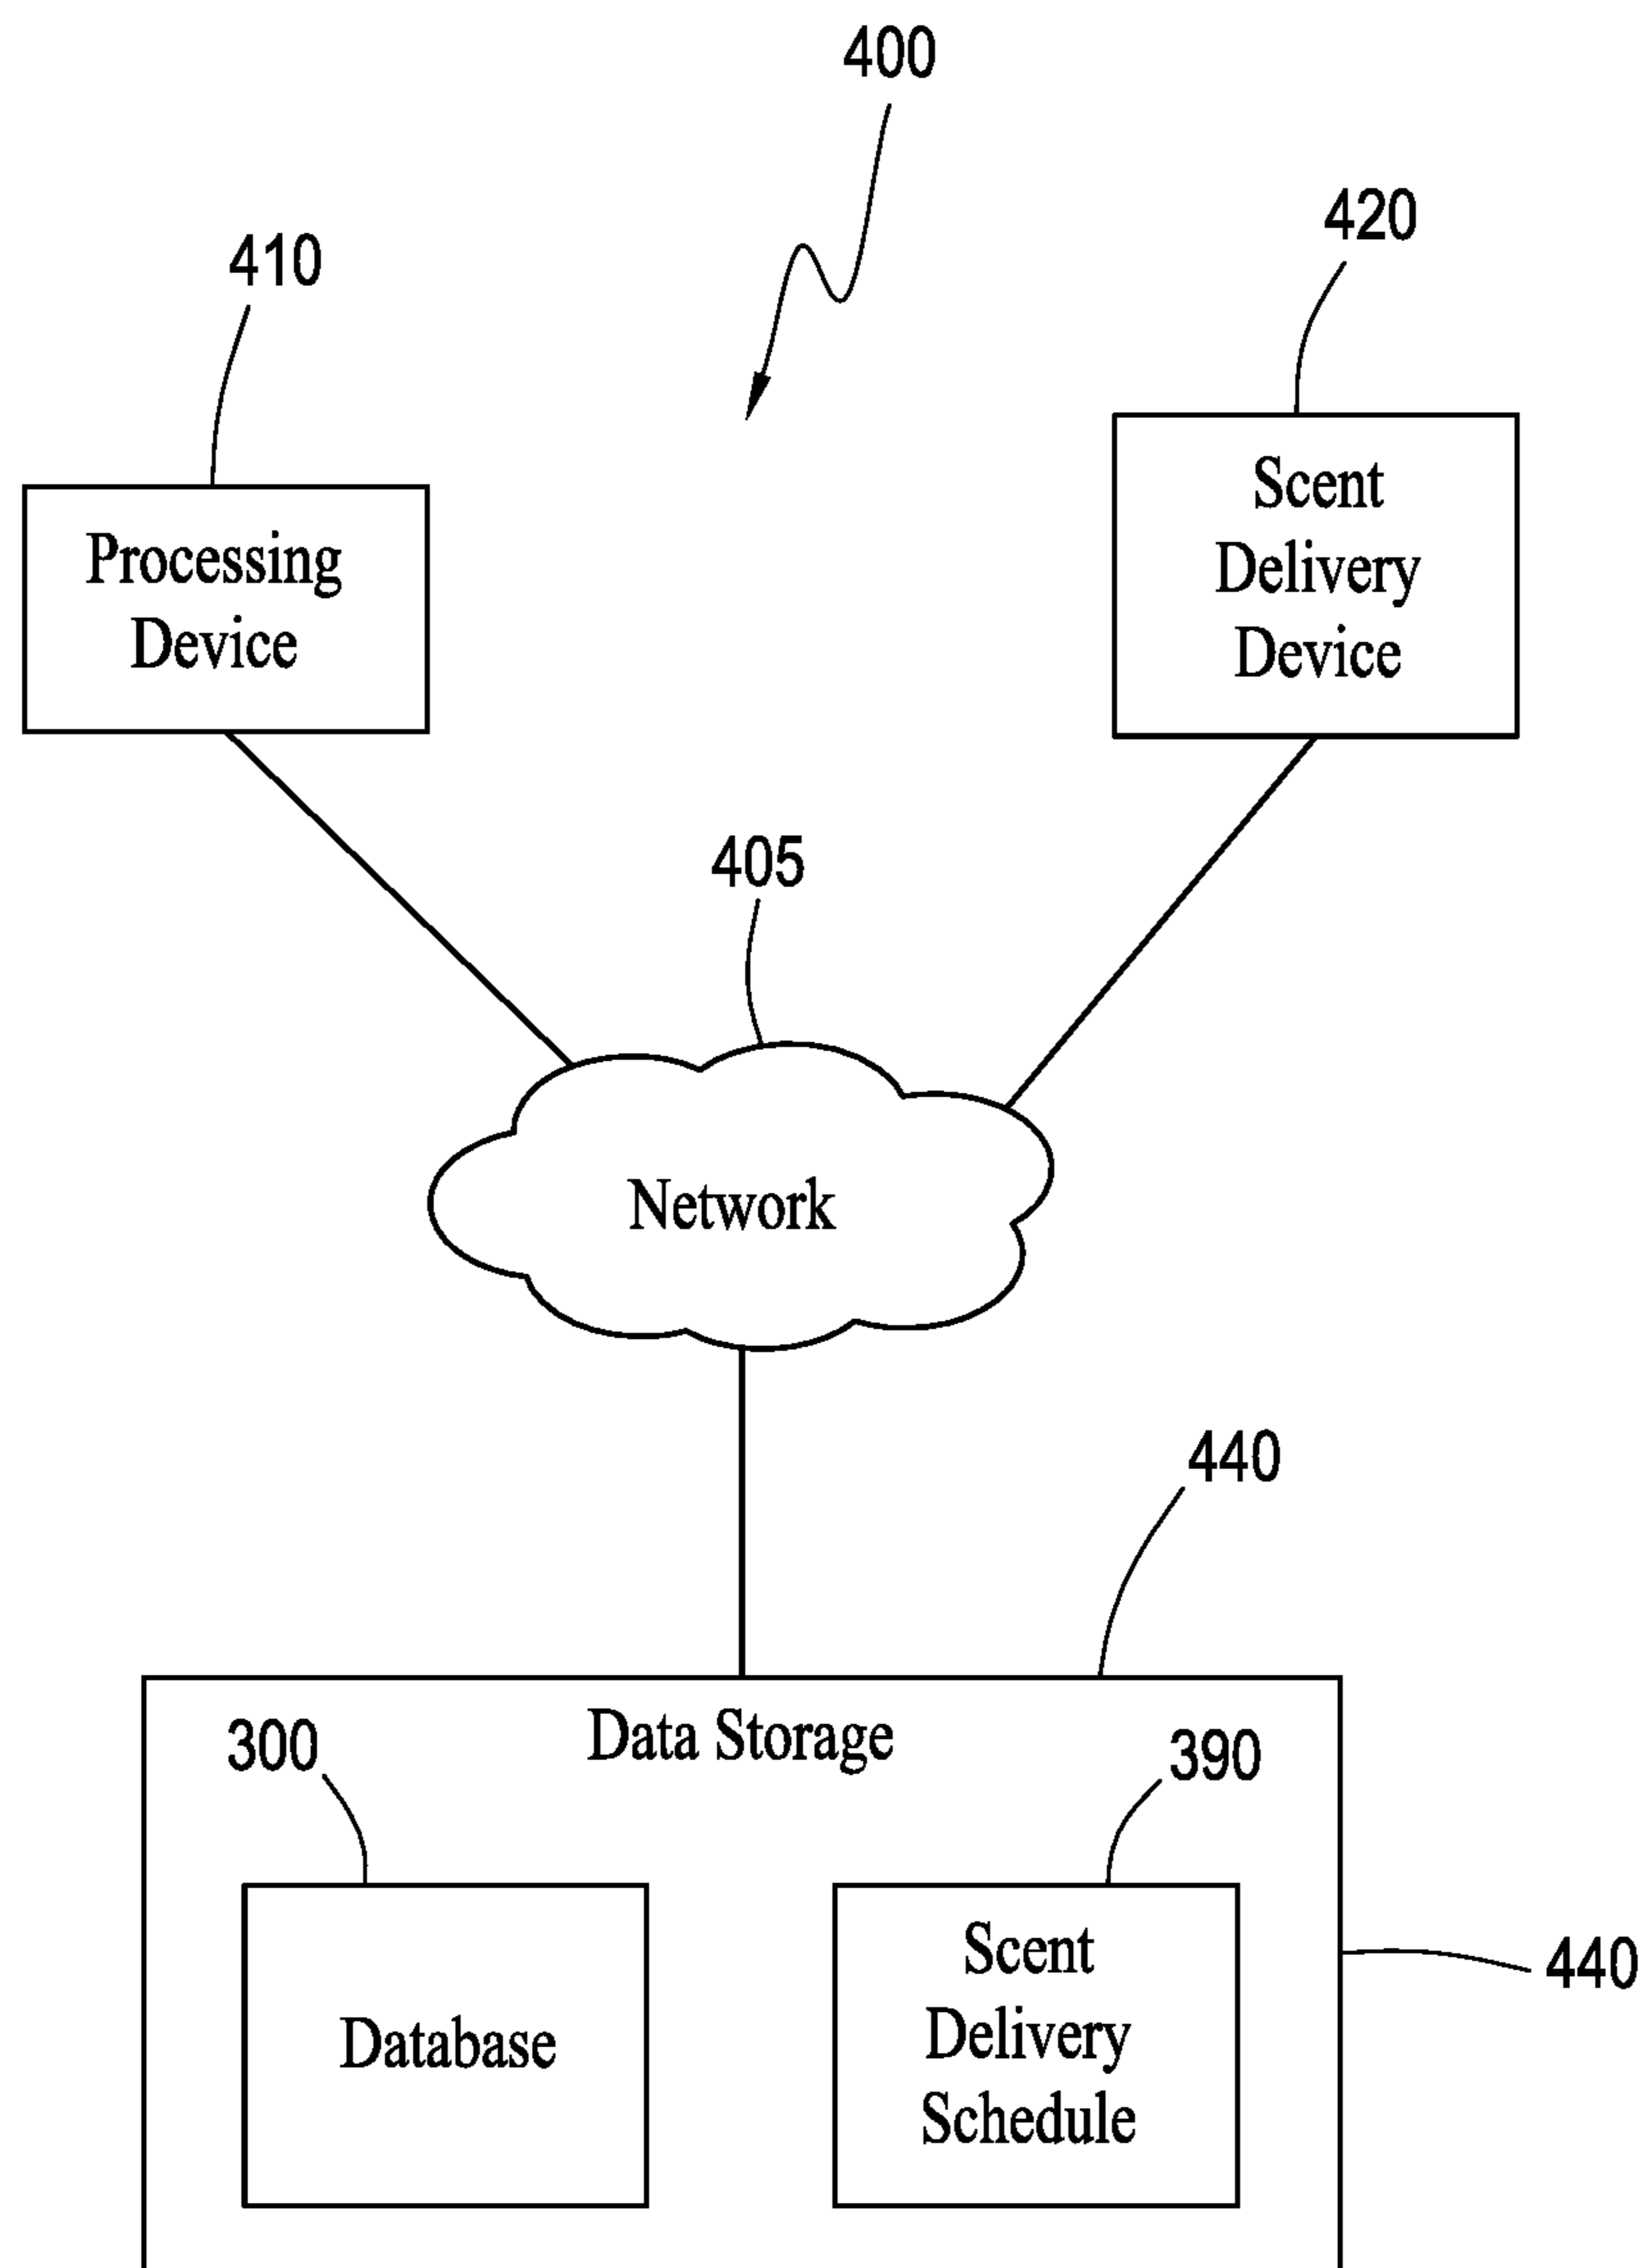 400
420
410
Scent
Delivery
Device
Processing
Device
405
Network
440
Data Storage
300
390
Scent
Delivery
Schedule
Database
440